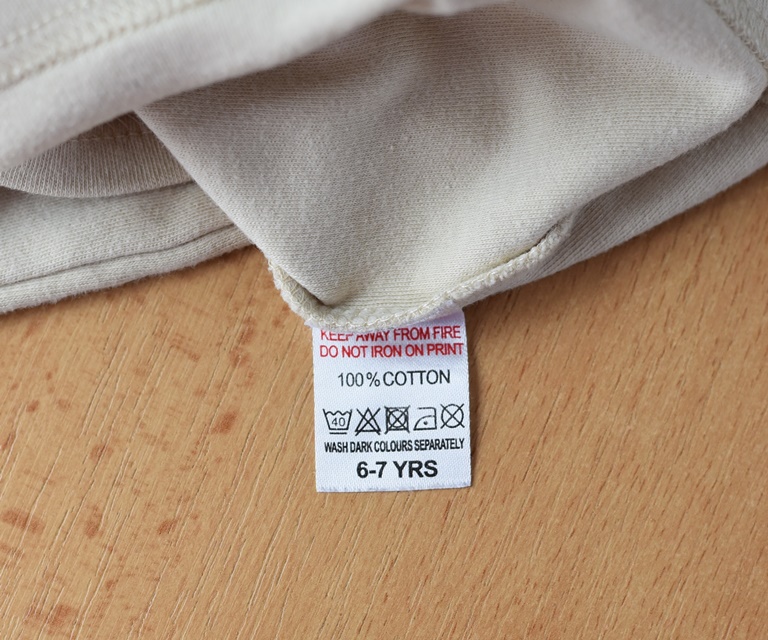 KEEP AWAY FROM FIRE
DO NOT IRON ON PRINT
100% COTTON
40
WASH DARK COLOURS SEPARATELY
6-7 YRS